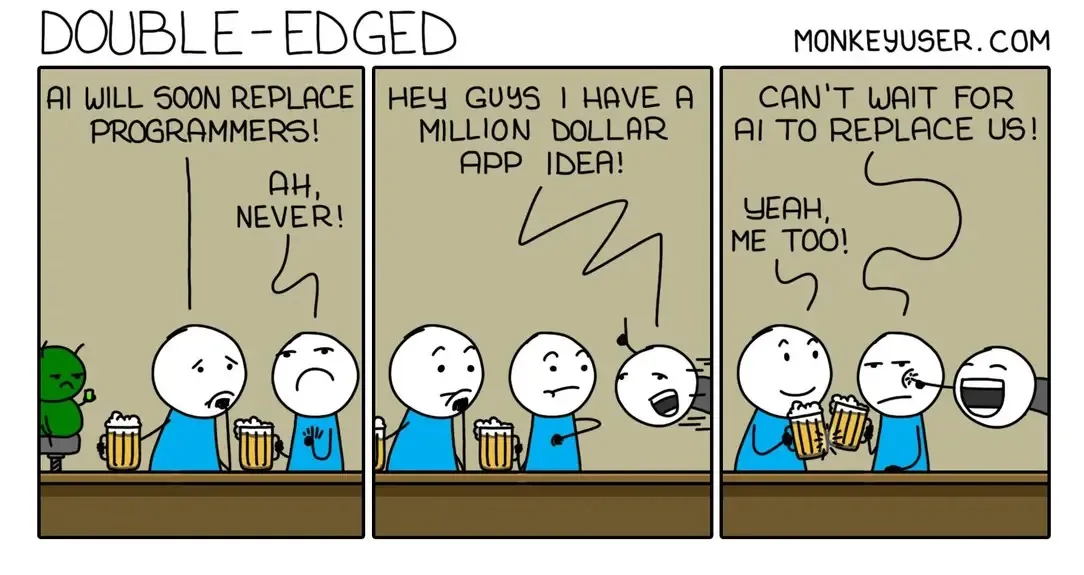 DOUBLE-EDGED
MONKEYUSER.COM
AI WILL SOON REPLACE
PROGRAMMERS!
AH,
NEVER!
HEY GUYS I HAVE A
MILLION DOLLAR
APP IDEA!
CAN'T WAIT FOR
AI TO REPLACE US!
YEAH,
ME TOO!